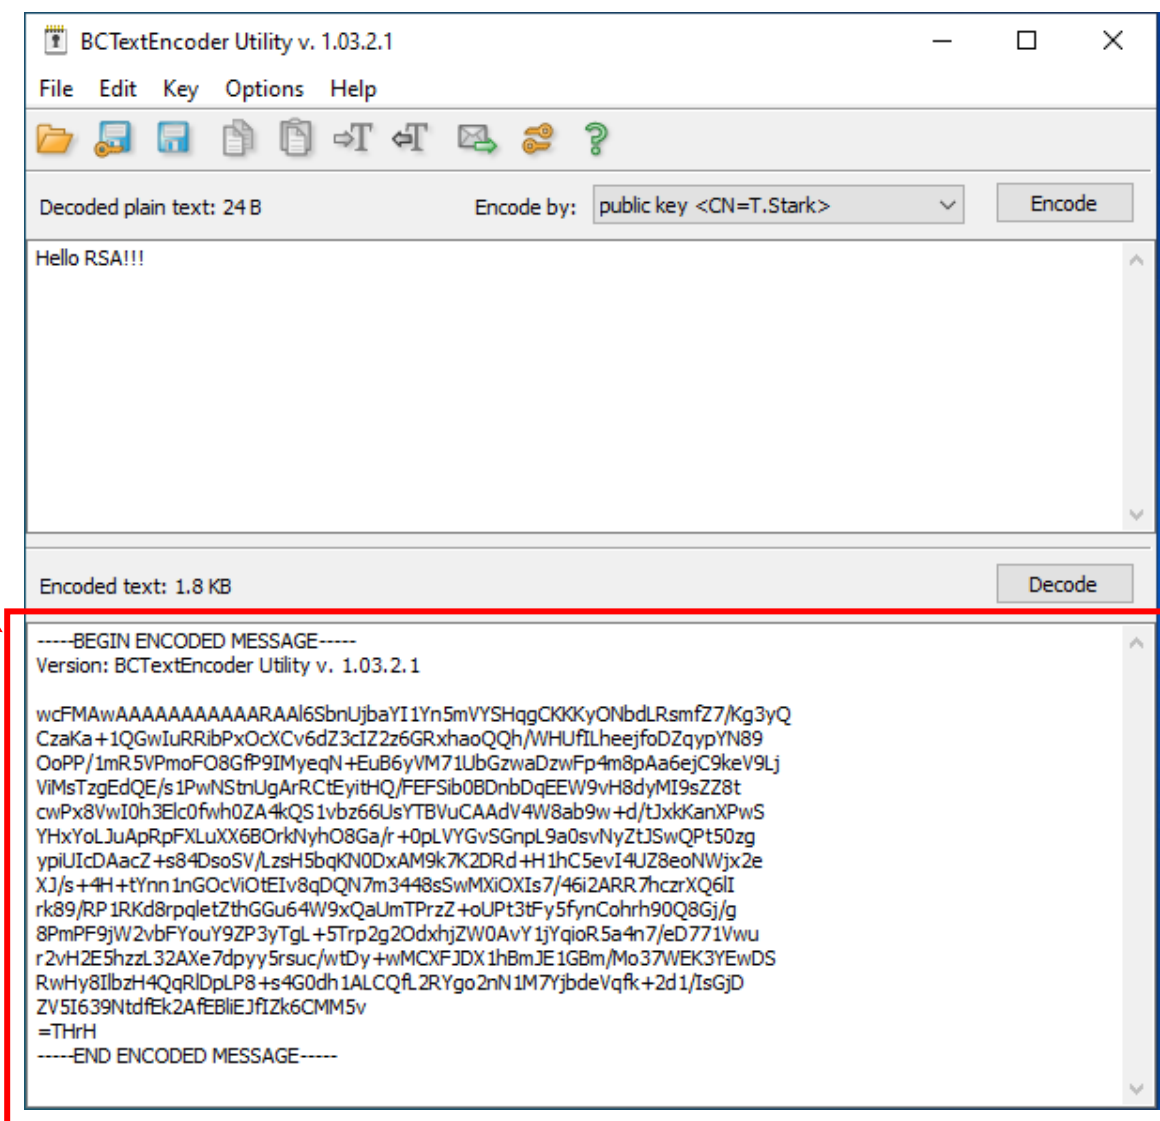 BCTextEncoder Utility v. 1.03.2.1
File Edit Key Options Help
Decoded plain text: 24 B Encode by: public key <CN=T.Stark> Encode
Hello RSA!!!
Encoded text: 1.8 KB Decode
-----BEGIN ENCODED MESSAGE-----
Version: BCTextEncoder Utility v. 1.03.2.1
wcFMAwAAAAAAAAAAARAAl6SbnUjbaYI1Yn5mVYSHqgCKKKyONbdLRsmfZ7/Kg3yQ
CzaKa+1QGwIuRRibPxOcXCv6dZ3cIZ2z6GRxhaoQQh/WHUfILheejfoDZqypYN89
OoPP/1mR5VPmoFO8GfP9IMyeqN+EuB6yVM71UbGzwaDzwFp4m8pAa6ejC9keV9Lj
ViMsTzgEdQE/s1PwNStnUgArRCtEyitHQ/FEFSib0BDnbDqEEW9vH8dyMI9sZZ8t
cwPx8VwI0h3Elc0fwh0ZA4kQS1vbz66UsYTBVuCAAdV4W8ab9w+d/tJxkKanXPwS
YHxYoLJuApRpFXLuXX6BOrkNyhO8Ga/r+0pLVYGvSGnpL9a0svNyZtJSwQPt50zg
ypiUIcDAacZ+s84DsoSV/LzsH5bqKN0DxAM9k7K2DRd+H1hC5evI4UZ8eoNWjx2e
XJ/s+4H+tYnn1nGOcViOtEIv8qDQN7m3448sSwMXiOXIs7/46i2ARR7hczrXQ6lI
rk89/RP1RKd8rpqletZthGGu64W9xQaUmTPrzZ+oUPt3tFy5fynCohrh90Q8Gj/g
8PmPF9jW2vbFYouY9ZP3yTgL+5Trp2g2OdxhjZW0AvY1jYqioR5a4n7/eD771Vwu
r2vH2E5hzzL32AXe7dpyy5rsuc/wtDy+wMCXFJDX1hBmJE1GBm/Mo37WEK3YEwDS
RwHy8IlbzH4QqRlDpLP8+s4G0dh1ALCQfL2RYgo2nN1M7Yjbdevqfk+2d1/IsGjD
ZV5I639NtdfEk2AfEBliEJfIZk6CMM5v
=THrH
-----END ENCODED MESSAGE-----